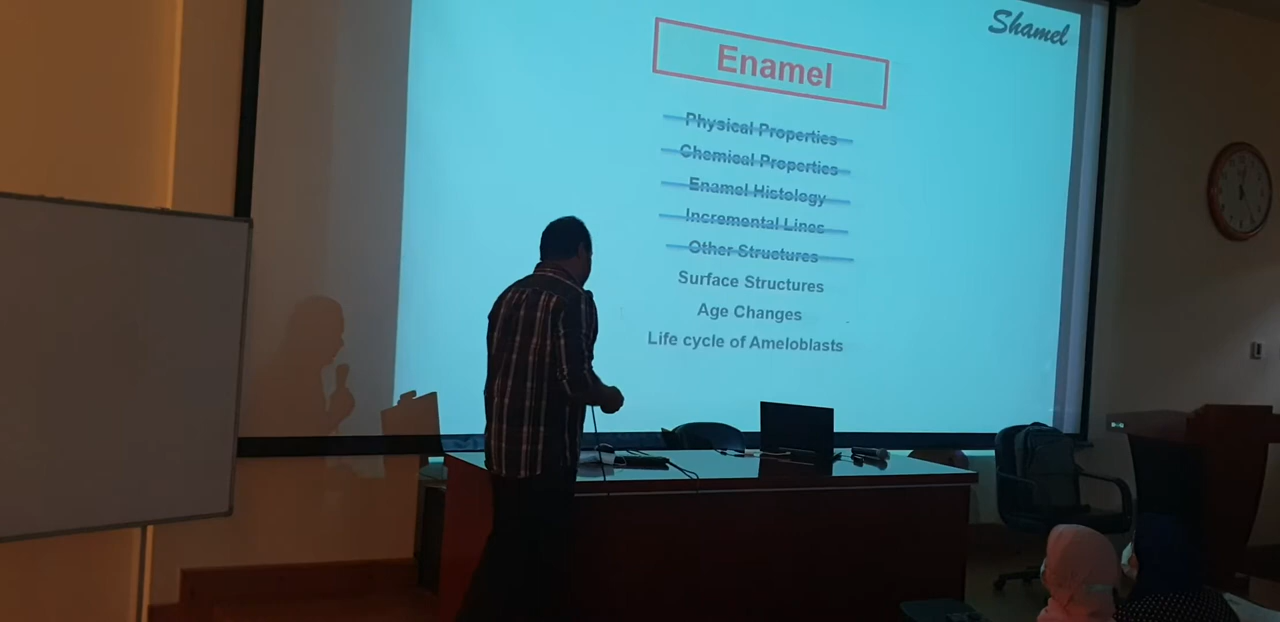 Shamel
Enamel
Physical Properties
Chemical Properties
Enamel Histology
Incremental Lines
Other Structures
Surface Structures
Age Changes
Life cycle of Ameloblasts